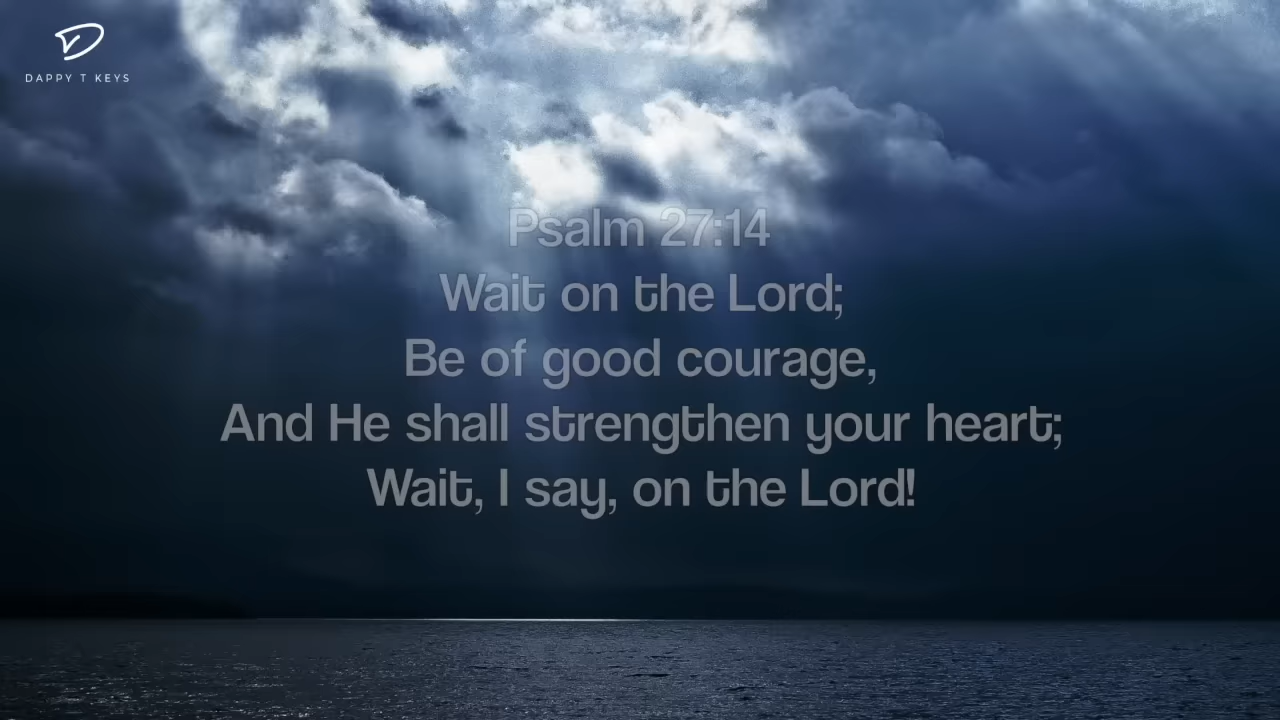 DAPPY T KEYS
Psalm 27:14
Wait on the Lord;
Be of good courage,
And He shall strengthen your heart;
Wait, I say, on the Lord!